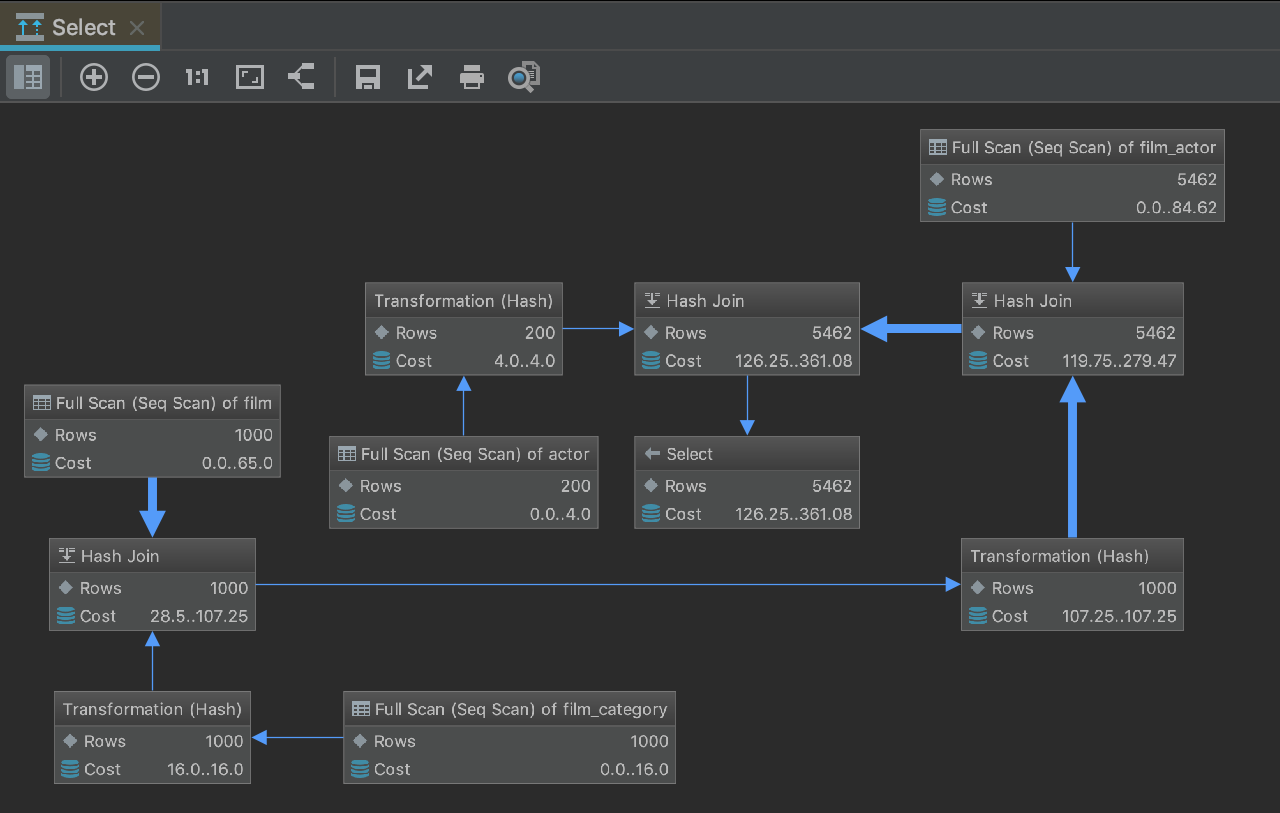 Select
1:1
Full Scan (Seq Scan) of film_actor
Rows 5462
Cost 0.0..84.62
Transformation (Hash)
Rows 200
Cost 4.0..4.0
Hash Join
Rows 5462
Cost 126.25..361.08
Hash Join
Rows 5462
Cost 119.75..279.47
Full Scan (Seq Scan) of film
Rows 1000
Cost 0.0..65.0
Full Scan (Seq Scan) of actor
Rows 200
Cost 0.0..4.0
Select
Rows 5462
Cost 126.25..361.08
Hash Join
Rows 1000
Cost 28.5..107.25
Transformation (Hash)
Rows 1000
Cost 107.25..107.25
Transformation (Hash)
Rows 1000
Cost 16.0..16.0
Full Scan (Seq Scan) of film_category
Rows 1000
Cost 0.0..16.0